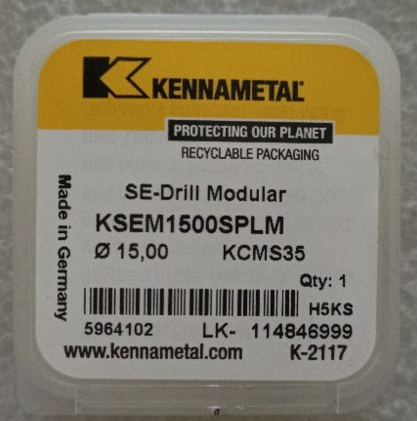 KENNAMETAL
PROTECTING OUR PLANET
RECYCLABLE PACKAGING
Made in Germany
SE-Drill Modular
KSEM1500SPLM
Ø 15,00 KCMS35
Qty: 1
H5KS
5964102 LK- 114846999
www.kennametal.com K-2117